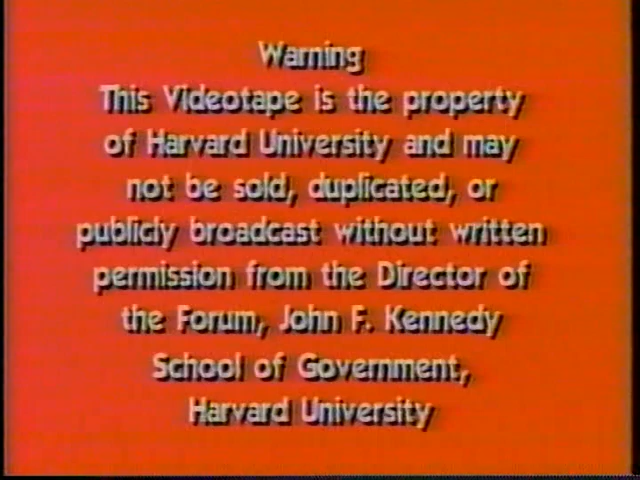 Warning
This Videotape is the property
of Harvard University and may
not be sold, duplicated, or
publicly broadcast without written
permission from the Director of
the Forum, John F. Kennedy
School of Government,
Harvard University